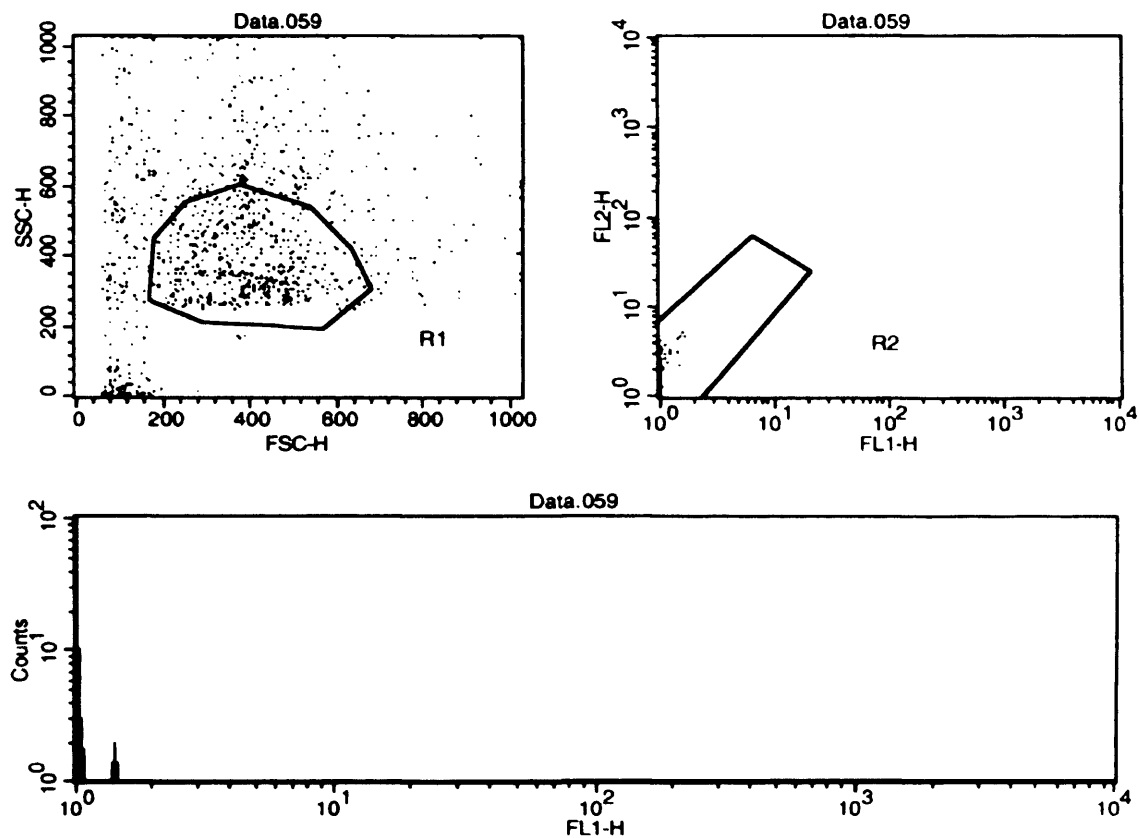 Data.059
1000
800
600
400
200
0
SSC-H
0 200 400 600 800 1000
FSC-H
R1
Data.059
10^4
10^3
10^2
10^1
10^0
FL2-H
10^0 10^1 10^2 10^3 10^4
FL1-H
R2
Data.059
10^2
10^1
10^0
Counts
10^0 10^1 10^2 10^3 10^4
FL1-H